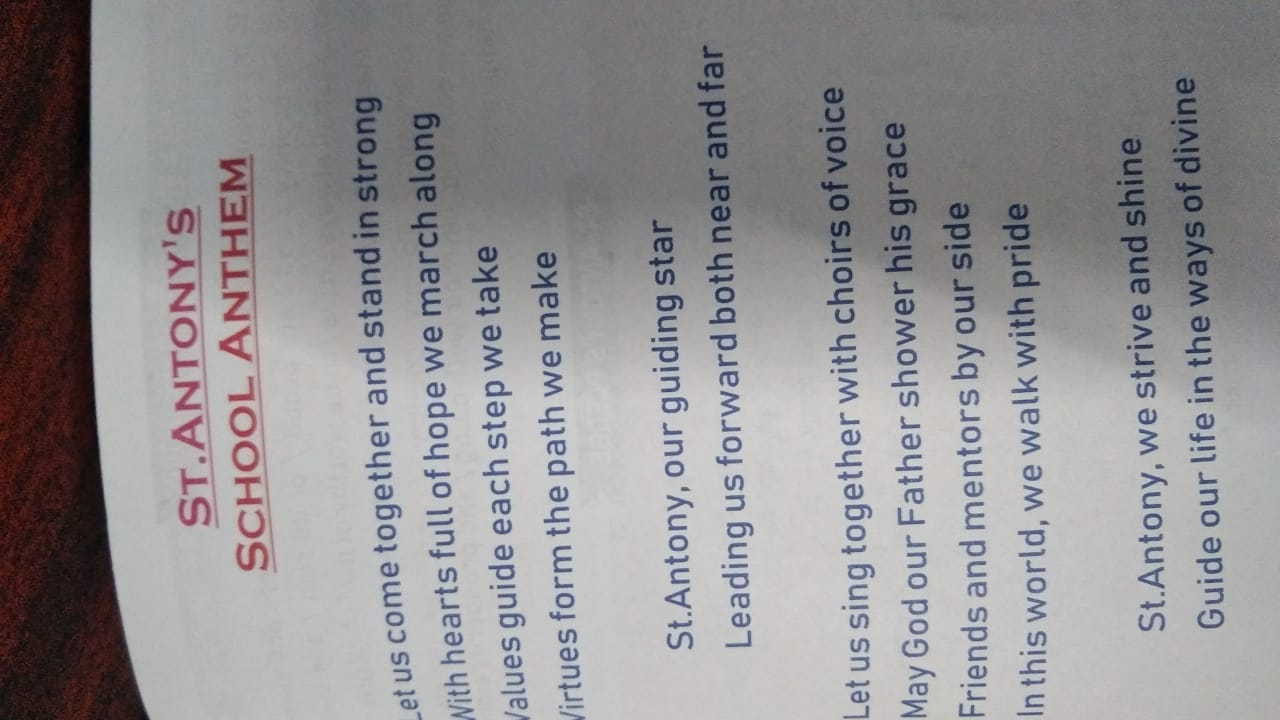 ST.ANTONY'S
SCHOOL ANTHEM
Let us come together and stand in strong
With hearts full of hope we march along
Values guide each step we take
Virtues form the path we make
St.Antony, our guiding star
Leading us forward both near and far
Let us sing together with choirs of voice
May God our Father shower his grace
Friends and mentors by our side
In this world, we walk with pride
St.Antony, we strive and shine
Guide our life in the ways of divine